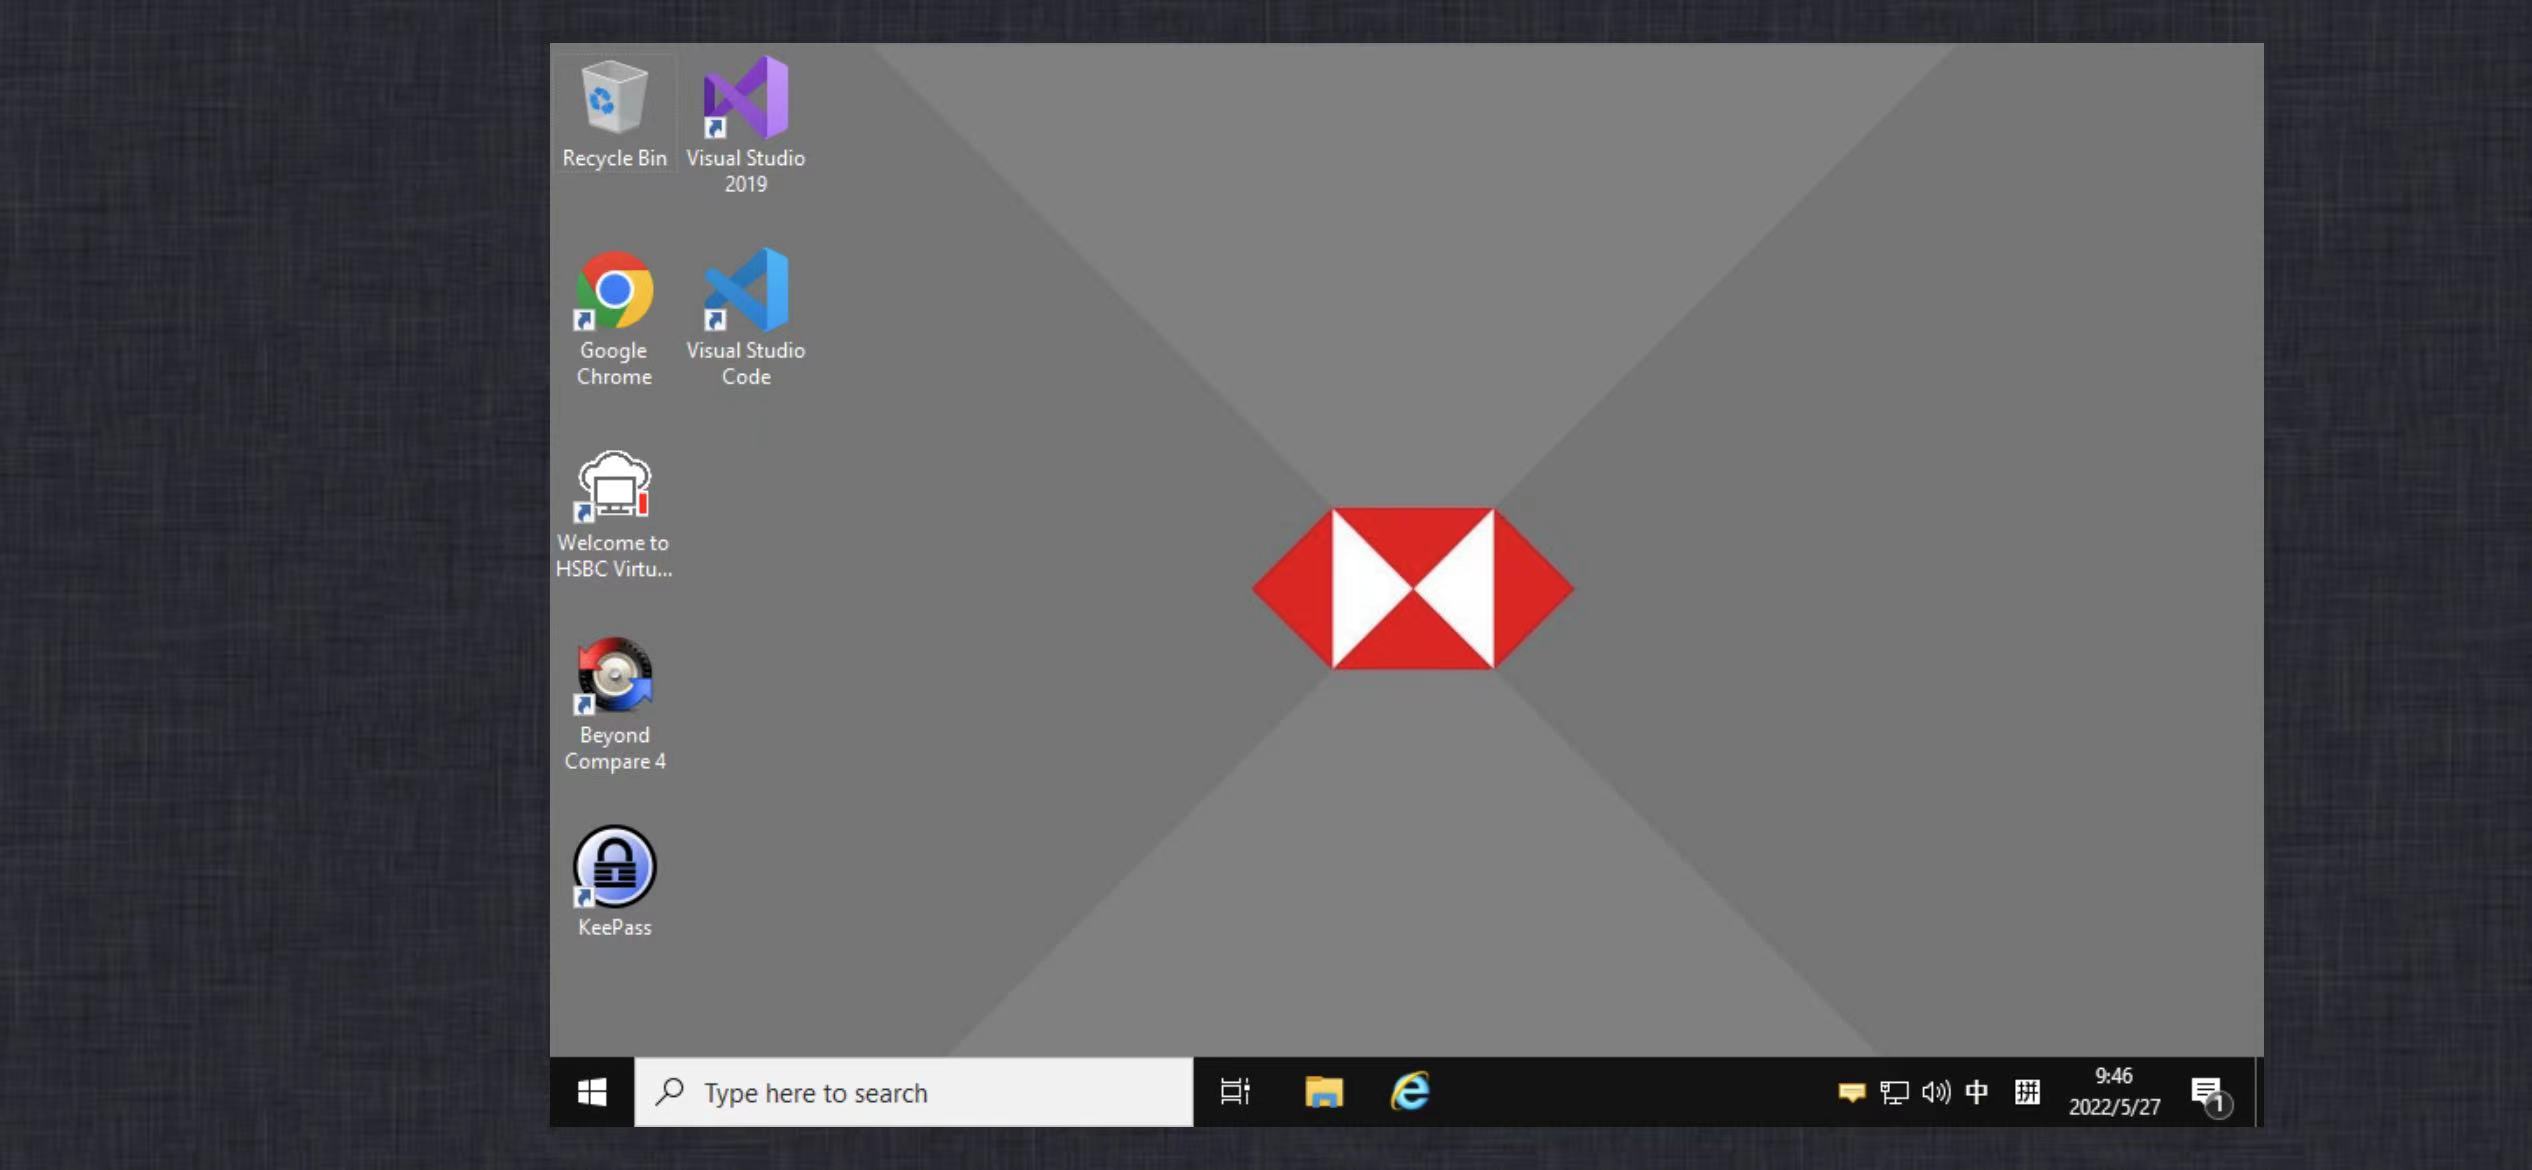 Recycle Bin
Visual Studio
2019
Google
Chrome
Visual Studio
Code
Welcome to
HSBC Virtu...
Beyond
Compare 4
KeePass
Type here to search
中
拼
9:46
2022/5/27
1